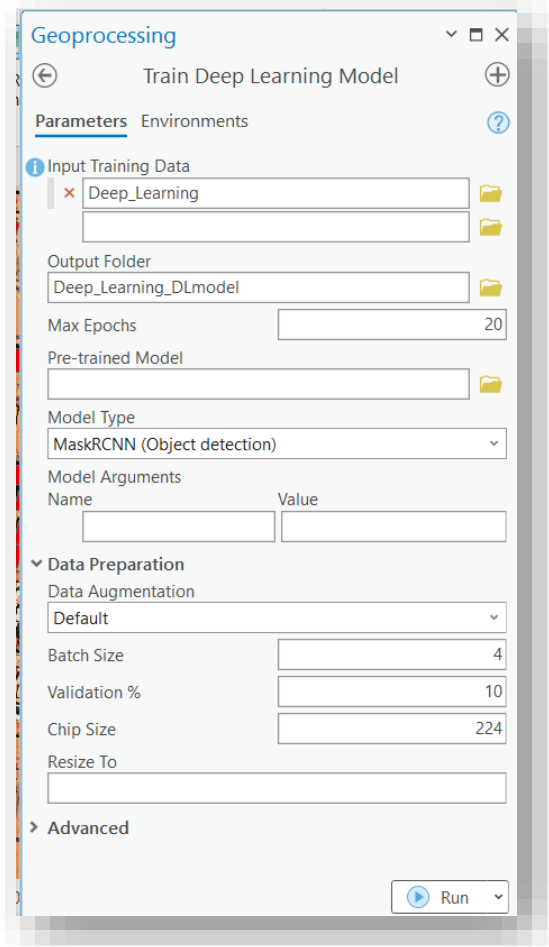 Geoprocessing
Train Deep Learning Model
Parameters Environments
Input Training Data
Deep_Learning
Output Folder
Deep_Learning_DLmodel
Max Epochs 20
Pre-trained Model
Model Type
MaskRCNN (Object detection)
Model Arguments
Name Value
Data Preparation
Data Augmentation
Default
Batch Size 4
Validation % 10
Chip Size 224
Resize To
Advanced
Run